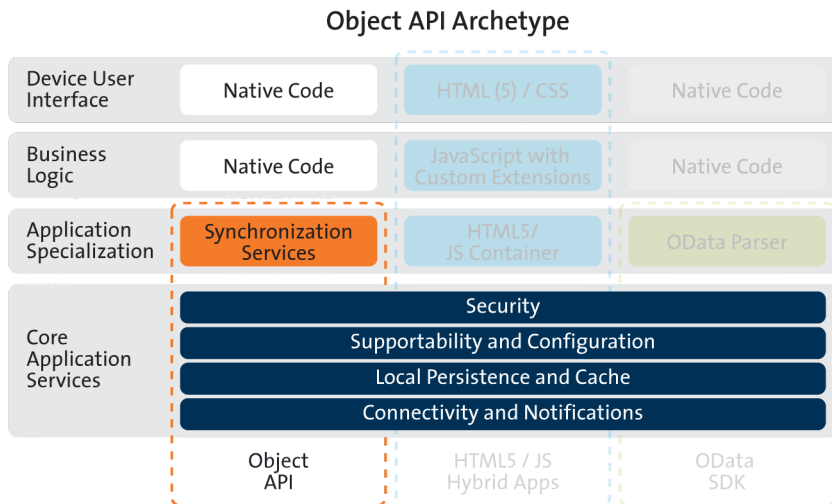 Object API Archetype
Device User
Interface
Native Code
HTML (5) / CSS
Native Code
Business
Logic
Native Code
JavaScript with
Custom Extensions
Native Code
Application
Specialization
Synchronization
Services
HTML5/
JS Container
OData Parser
Core
Application
Services
Security
Supportability and Configuration
Local Persistence and Cache
Connectivity and Notifications
Object
API
HTML5 / JS
Hybrid Apps
OData
SDK